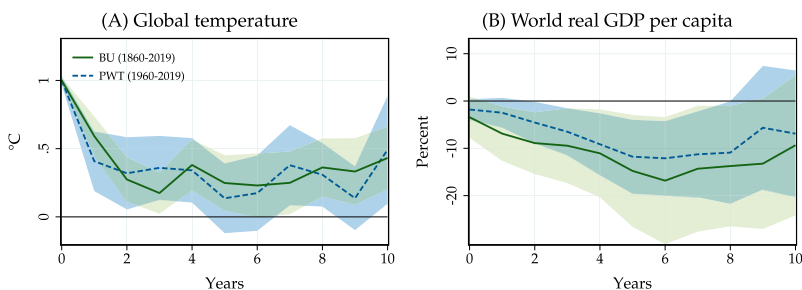 (A) Global temperature
BU (1860-2019)
PWT (1960-2019)
°C
1
.5
0
0 2 4 6 8 10
Years
(B) World real GDP per capita
Percent
10
0
-10
-20
0 2 4 6 8 10
Years